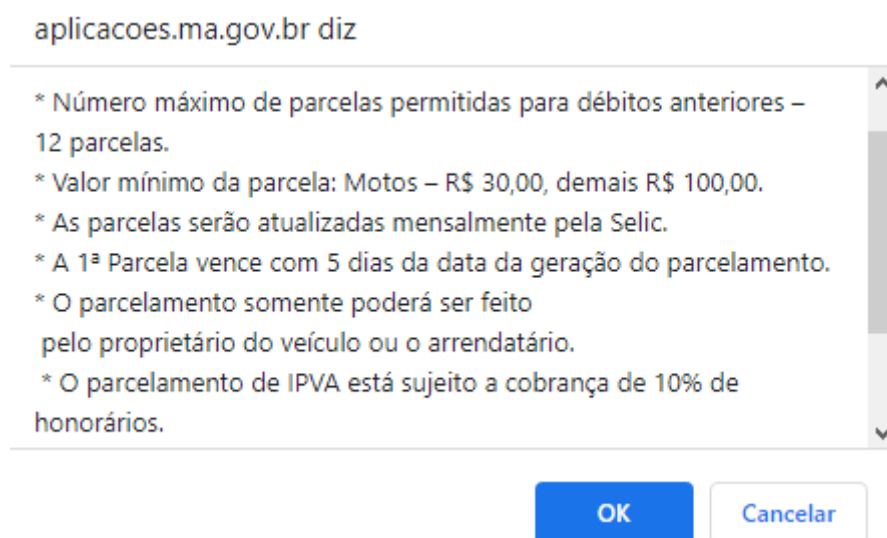 aplicacoes.ma.gov.br diz
* Número máximo de parcelas permitidas para débitos anteriores –
12 parcelas.
* Valor mínimo da parcela: Motos – R$ 30,00, demais R$ 100,00.
* As parcelas serão atualizadas mensalmente pela Selic.
* A 1ª Parcela vence com 5 dias da data da geração do parcelamento.
* O parcelamento somente poderá ser feito
pelo proprietário do veículo ou o arrendatário.
* O parcelamento de IPVA está sujeito a cobrança de 10% de
honorários.
OK
Cancelar